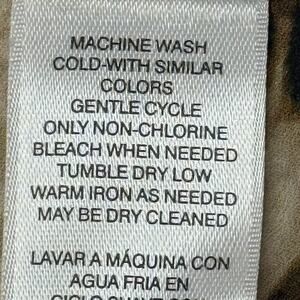 MACHINE WASH
COLD-WITH SIMILAR
COLORS
GENTLE CYCLE
ONLY NON-CHLORINE
BLEACH WHEN NEEDED
TUMBLE DRY LOW
WARM IRON AS NEEDED
MAY BE DRY CLEANED
LAVAR A MÁQUINA CON
AGUA FRIA EN